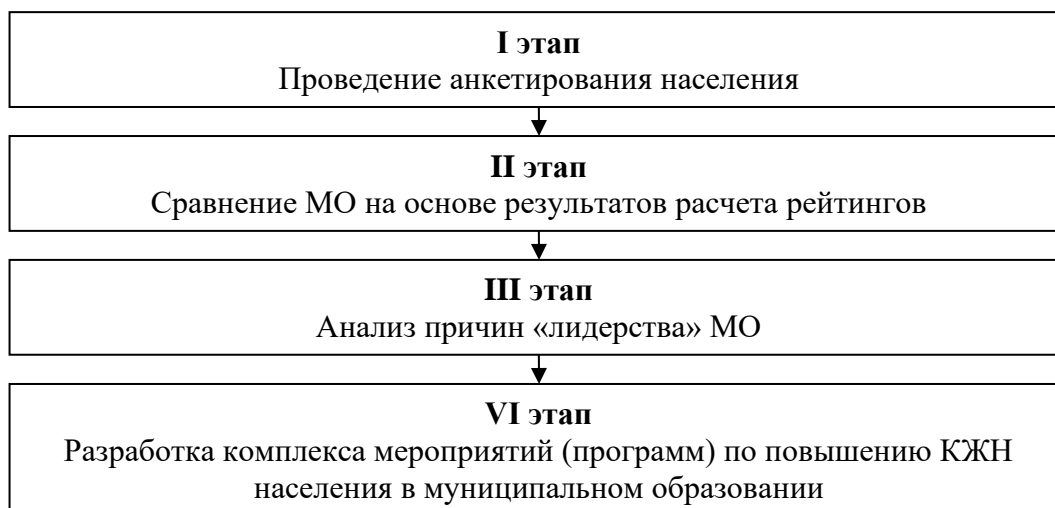 I этап
Проведение анкетирования населения
II этап
Сравнение МО на основе результатов расчета рейтингов
III этап
Анализ причин «лидерства» МО
VI этап
Разработка комплекса мероприятий (программ) по повышению КЖН
населения в муниципальном образовании